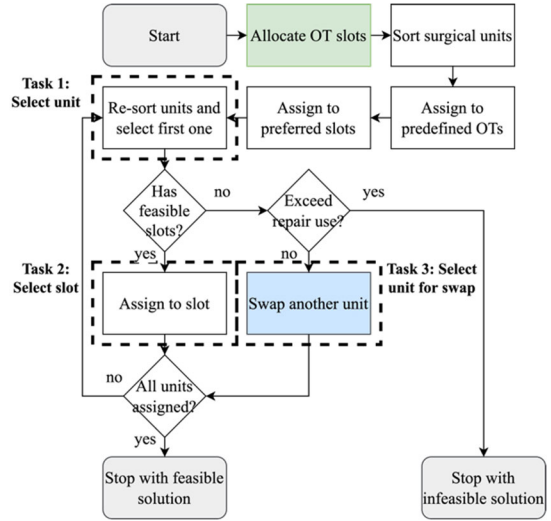 Start
Allocate OT slots
Sort surgical units
Task 1:
Select unit
Re-sort units and
select first one
Assign to
preferred slots
Assign to
predefined OTs
Has
feasible
slots?
no
Exceed
repair use?
yes
yes
no
Task 2:
Select slot
Assign to slot
Swap another unit
Task 3: Select
unit for swap
no
All units
assigned?
yes
Stop with feasible
solution
Stop with
infeasible solution